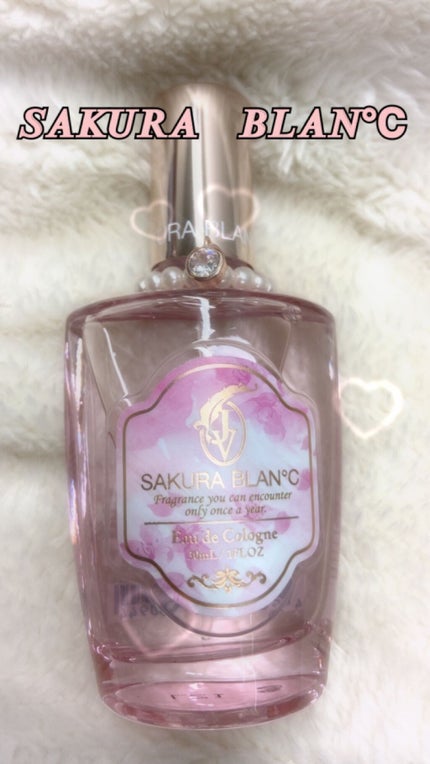 SAKURA BLAN°C
SAKURA BLAN°C
Fragrance you can encounter
only once a year.
Eau de Cologne